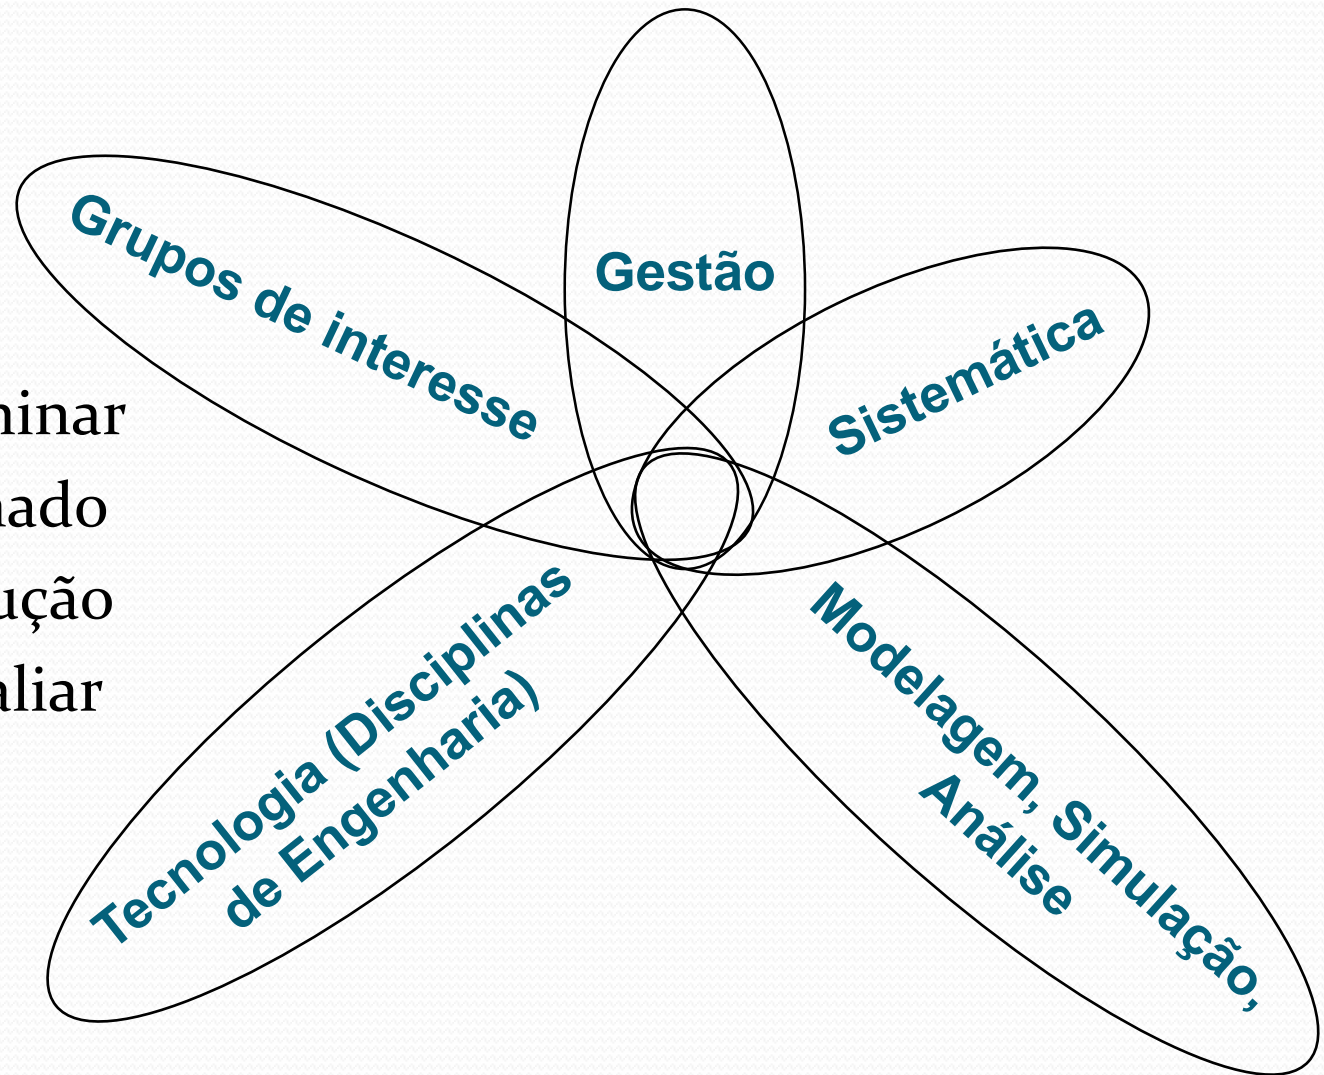 Gestão
Grupos de interesse
Sistemática
Tecnologia (Disciplinas
de Engenharia)
Modelagem, Simulação,
Análise